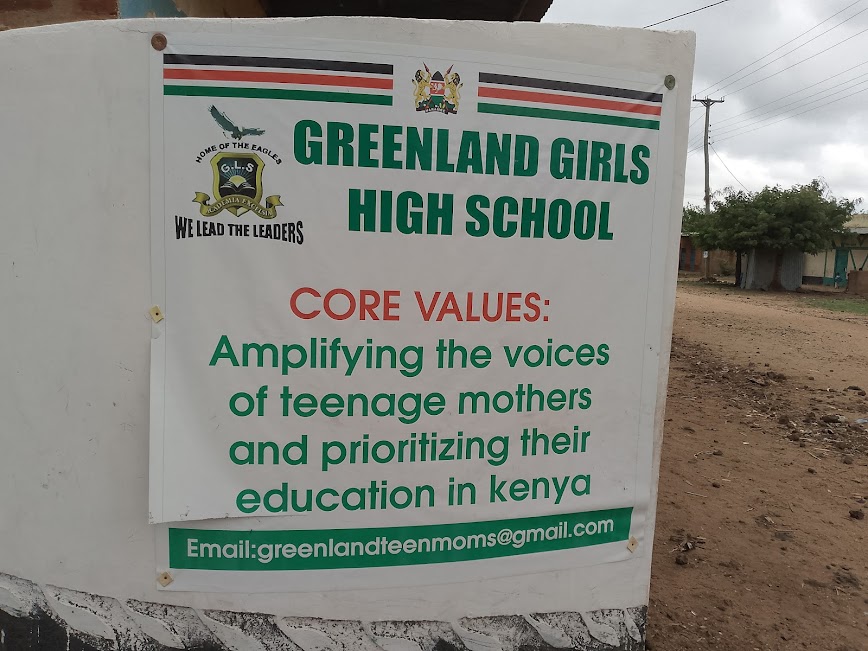 HOME OF THE EAGLES
G.L.S
WE LEAD THE LEADERS
GREENLAND GIRLS
HIGH SCHOOL
CORE VALUES:
Amplifying the voices
of teenage mothers
and prioritizing their
education in kenya
Email:greenlandteenmoms@gmail.com